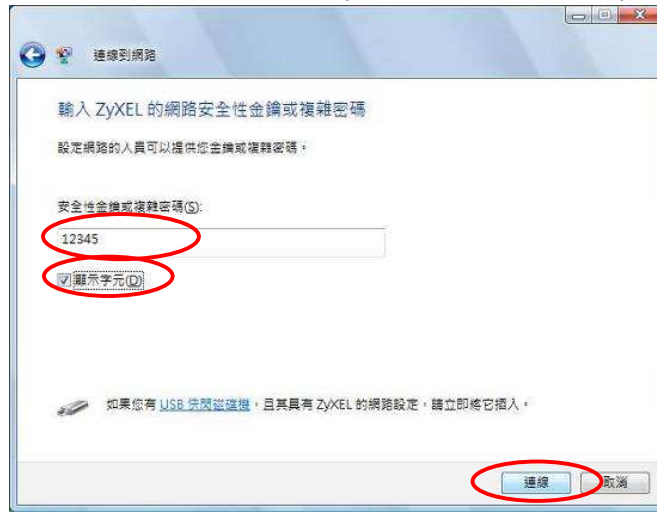 連線到網路
輸入 ZyXEL 的網路安全性金鑰或複雜密碼
設定網路的人員可以提供您金鑰或複雜密碼。
安全性金鑰或複雜密碼(S):
12345
顯示字元(D)
如果您有 USB 快閃磁碟機，且其具有 ZyXEL 的網路設定，請立即將它插入。
連線 取消